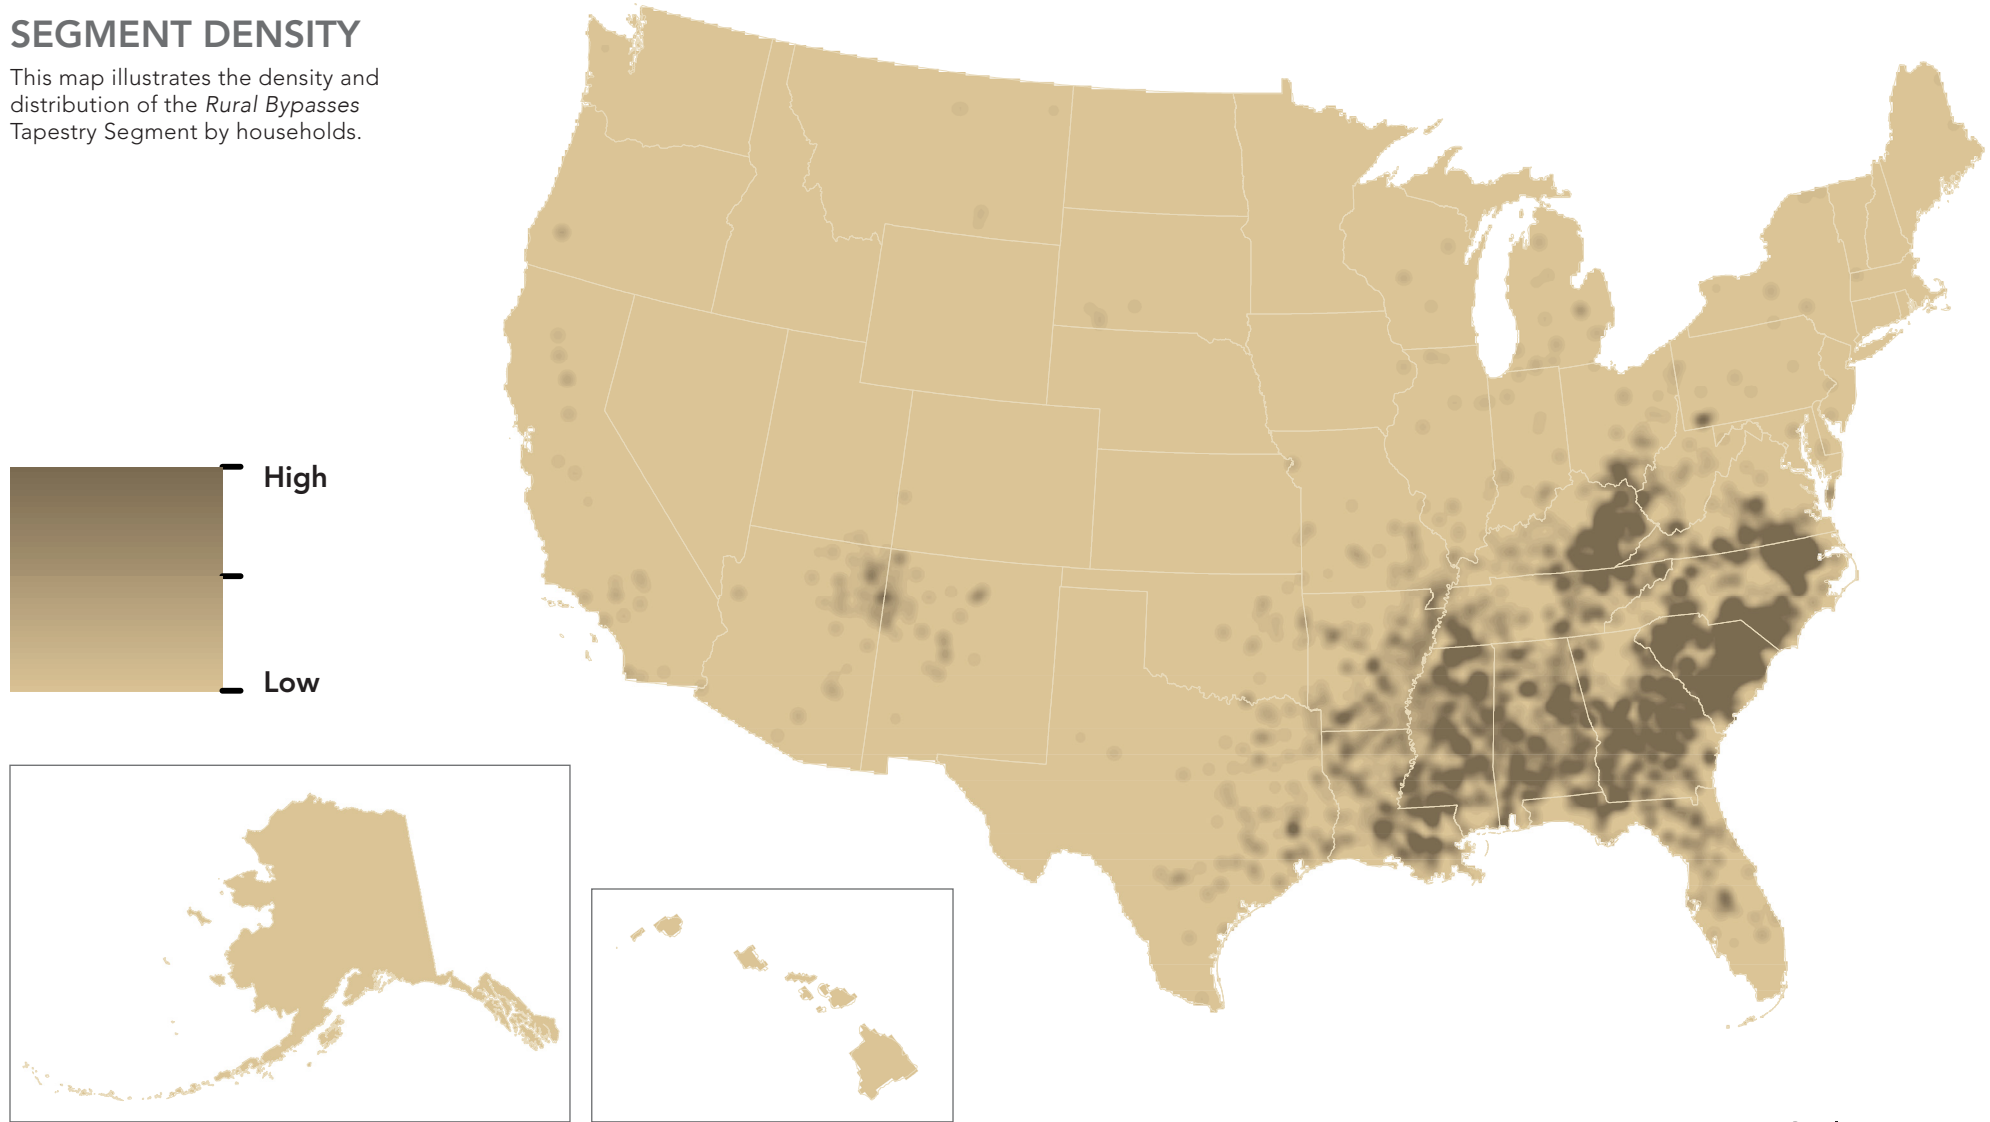 SEGMENT DENSITY
This map illustrates the density and
distribution of the Rural Bypasses
Tapestry Segment by households.
High
Low